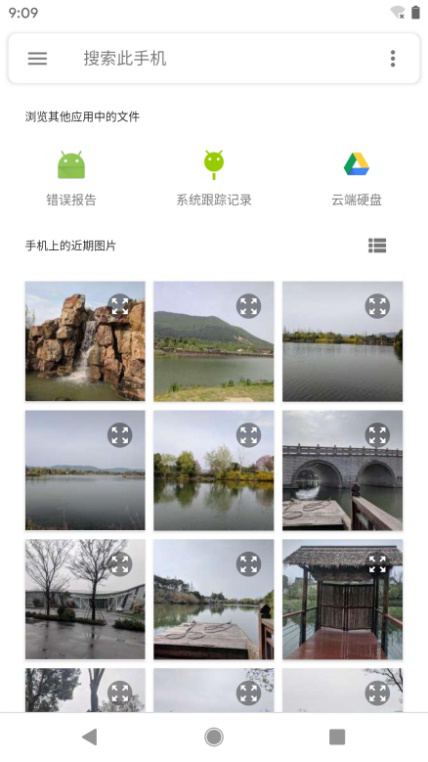 9:09
搜索此手机
浏览其他应用中的文件
错误报告
系统跟踪记录
云端硬盘
手机上的近期图片